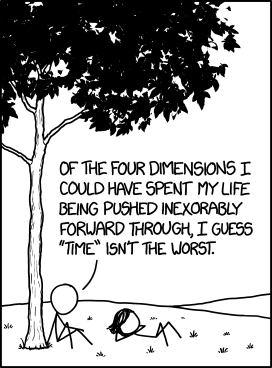 OF THE FOUR DIMENSIONS I
COULD HAVE SPENT MY LIFE
BEING PUSHED INEXORABLY
FORWARD THROUGH, I GUESS
"TIME" ISN'T THE WORST.